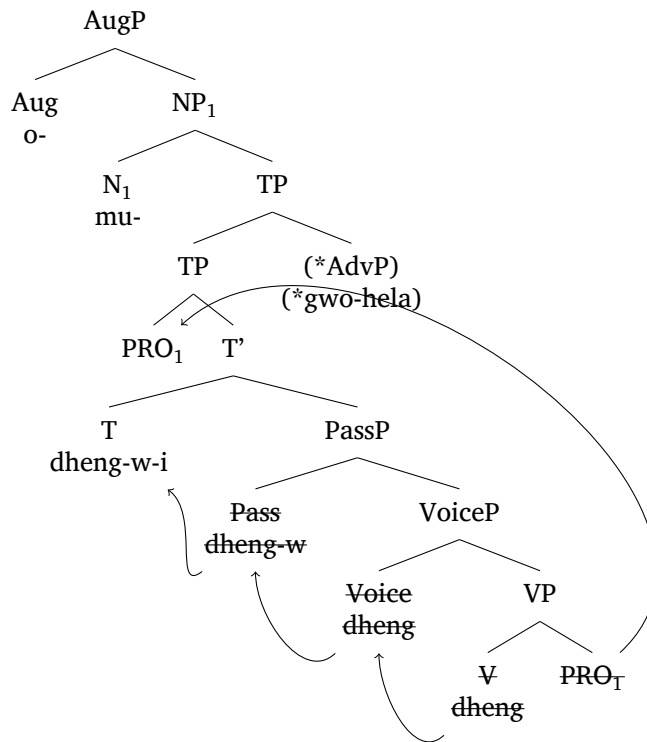 AugP
Aug NP₁
o-
N₁ TP
mu-
TP (*AdvP)
(*gwo-hela)
PRO₁ T’
T PassP
dheng-w-i
Pass VoiceP
dheng-w
Voice VP
dheng
V PRO₁
dheng